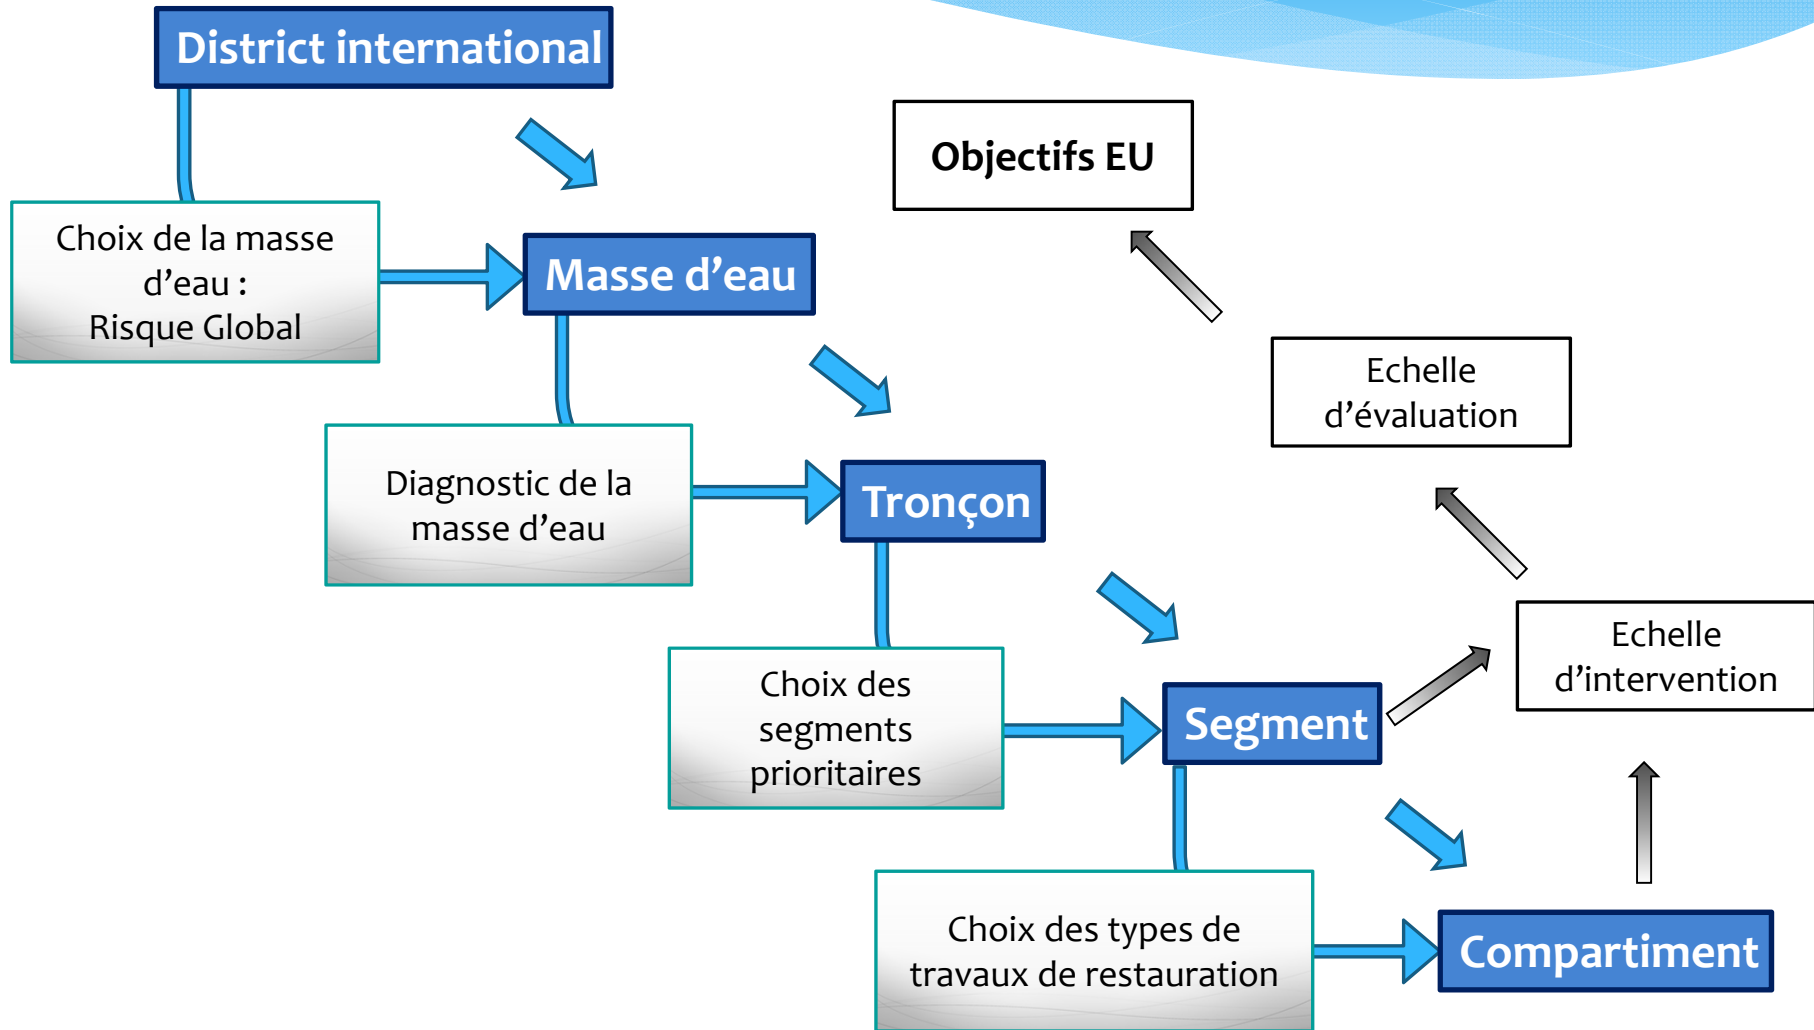 District international
Objectifs EU
Choix de la masse
d’eau :
Risque Global
Masse d’eau
Echelle
d’évaluation
Diagnostic de la
masse d’eau
Tronçon
Echelle
d’intervention
Choix des
segments
prioritaires
Segment
Choix des types de
travaux de restauration
Compartiment